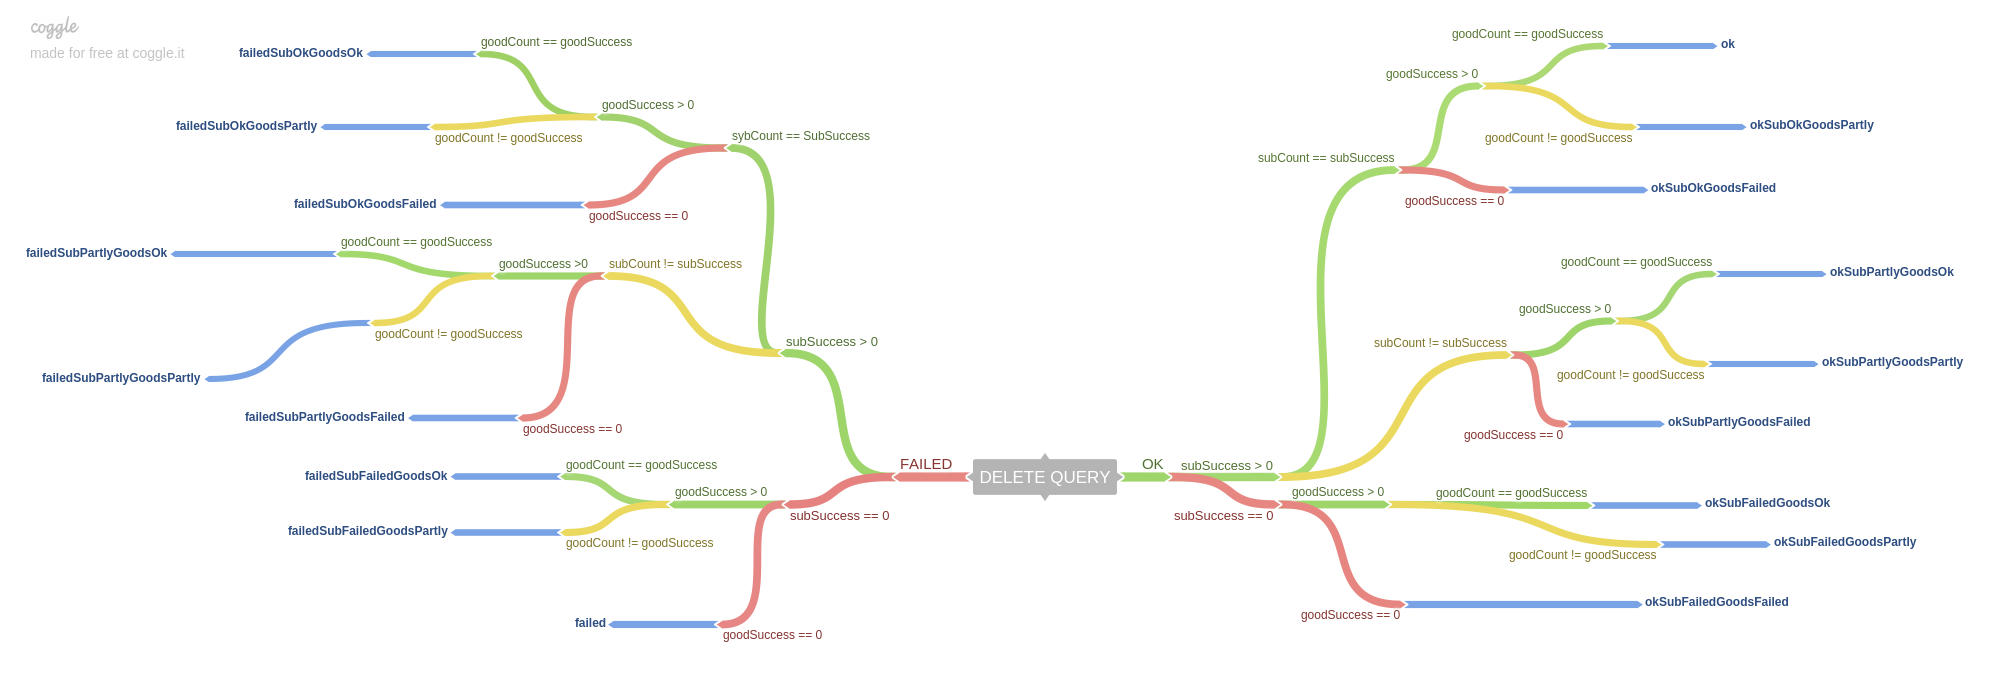 coggle
made for free at coggle.it
failedSubOkGoodsOk
goodCount == goodSuccess
goodSuccess > 0
failedSubOkGoodsPartly
goodCount != goodSuccess
sybCount == SubSuccess
failedSubOkGoodsFailed
goodSuccess == 0
failedSubPartlyGoodsOk
goodCount == goodSuccess
goodSuccess >0
subCount != subSuccess
goodCount != goodSuccess
subSuccess > 0
failedSubPartlyGoodsPartly
failedSubPartlyGoodsFailed
goodSuccess == 0
failedSubFailedGoodsOk
goodCount == goodSuccess
goodSuccess > 0
failedSubFailedGoodsPartly
goodCount != goodSuccess
subSuccess == 0
failed
goodSuccess == 0
FAILED
DELETE QUERY
OK
subSuccess > 0
goodCount == goodSuccess
ok
goodSuccess > 0
okSubOkGoodsPartly
goodCount != goodSuccess
subCount == subSuccess
okSubOkGoodsFailed
goodSuccess == 0
goodCount == goodSuccess
okSubPartlyGoodsOk
goodSuccess > 0
subCount != subSuccess
okSubPartlyGoodsPartly
goodCount != goodSuccess
okSubPartlyGoodsFailed
goodSuccess == 0
subSuccess == 0
goodSuccess > 0
goodCount == goodSuccess
okSubFailedGoodsOk
okSubFailedGoodsPartly
goodCount != goodSuccess
okSubFailedGoodsFailed
goodSuccess == 0